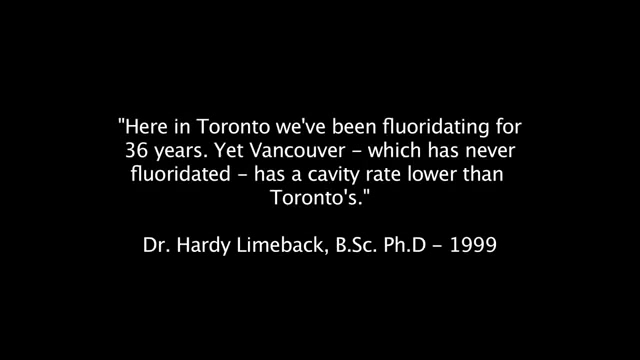 "Here in Toronto we've been fluoridating for
36 years. Yet Vancouver - which has never
fluoridated - has a cavity rate lower than
Toronto's."
Dr. Hardy Limeback, B.Sc. Ph.D - 1999